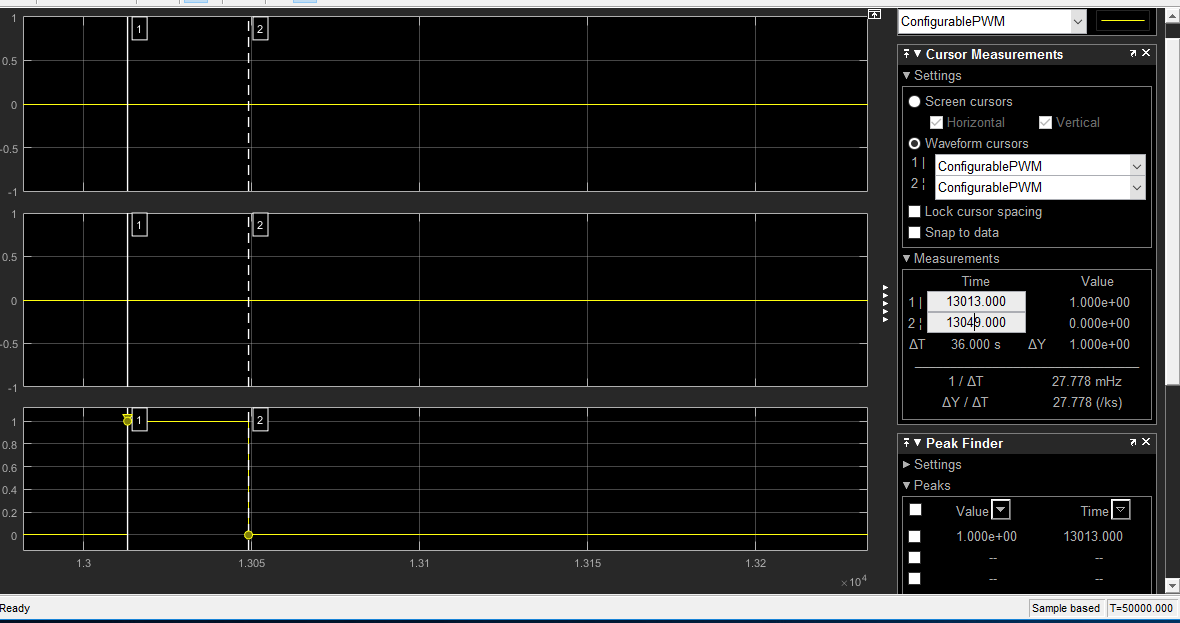 ConfigurablePWM
Cursor Measurements
Settings
Screen cursors
Horizontal Vertical
Waveform cursors
1 ConfigurablePWM
2 ConfigurablePWM
Lock cursor spacing
Snap to data
Measurements
Time Value
1 | 13013.000 1.000e+00
2 ¦ 13049.000 0.000e+00
ΔT 36.000 s ΔY 1.000e+00
1 / ΔT 27.778 mHz
ΔY / ΔT 27.778 (/ks)
Peak Finder
Settings
Peaks
Value Time
1.000e+00 13013.000
-- --
-- --
1 2
1
0.5
0
-0.5
-1
1 2
1
0.5
0
-0.5
-1
1 2
1
0.8
0.6
0.4
0.2
0
1.3 1.305 1.31 1.315 1.32
×10⁴
Ready Sample based T=50000.000